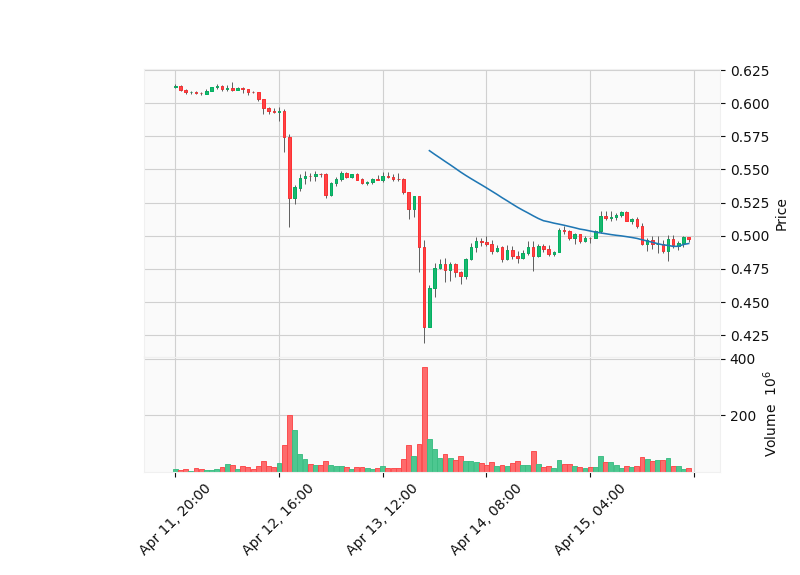 0.625
0.600
0.575
0.550
0.525
0.500
0.475
0.450
0.425
Price
400
200
Volume 10^6
Apr 11, 20:00
Apr 12, 16:00
Apr 13, 12:00
Apr 14, 08:00
Apr 15, 04:00